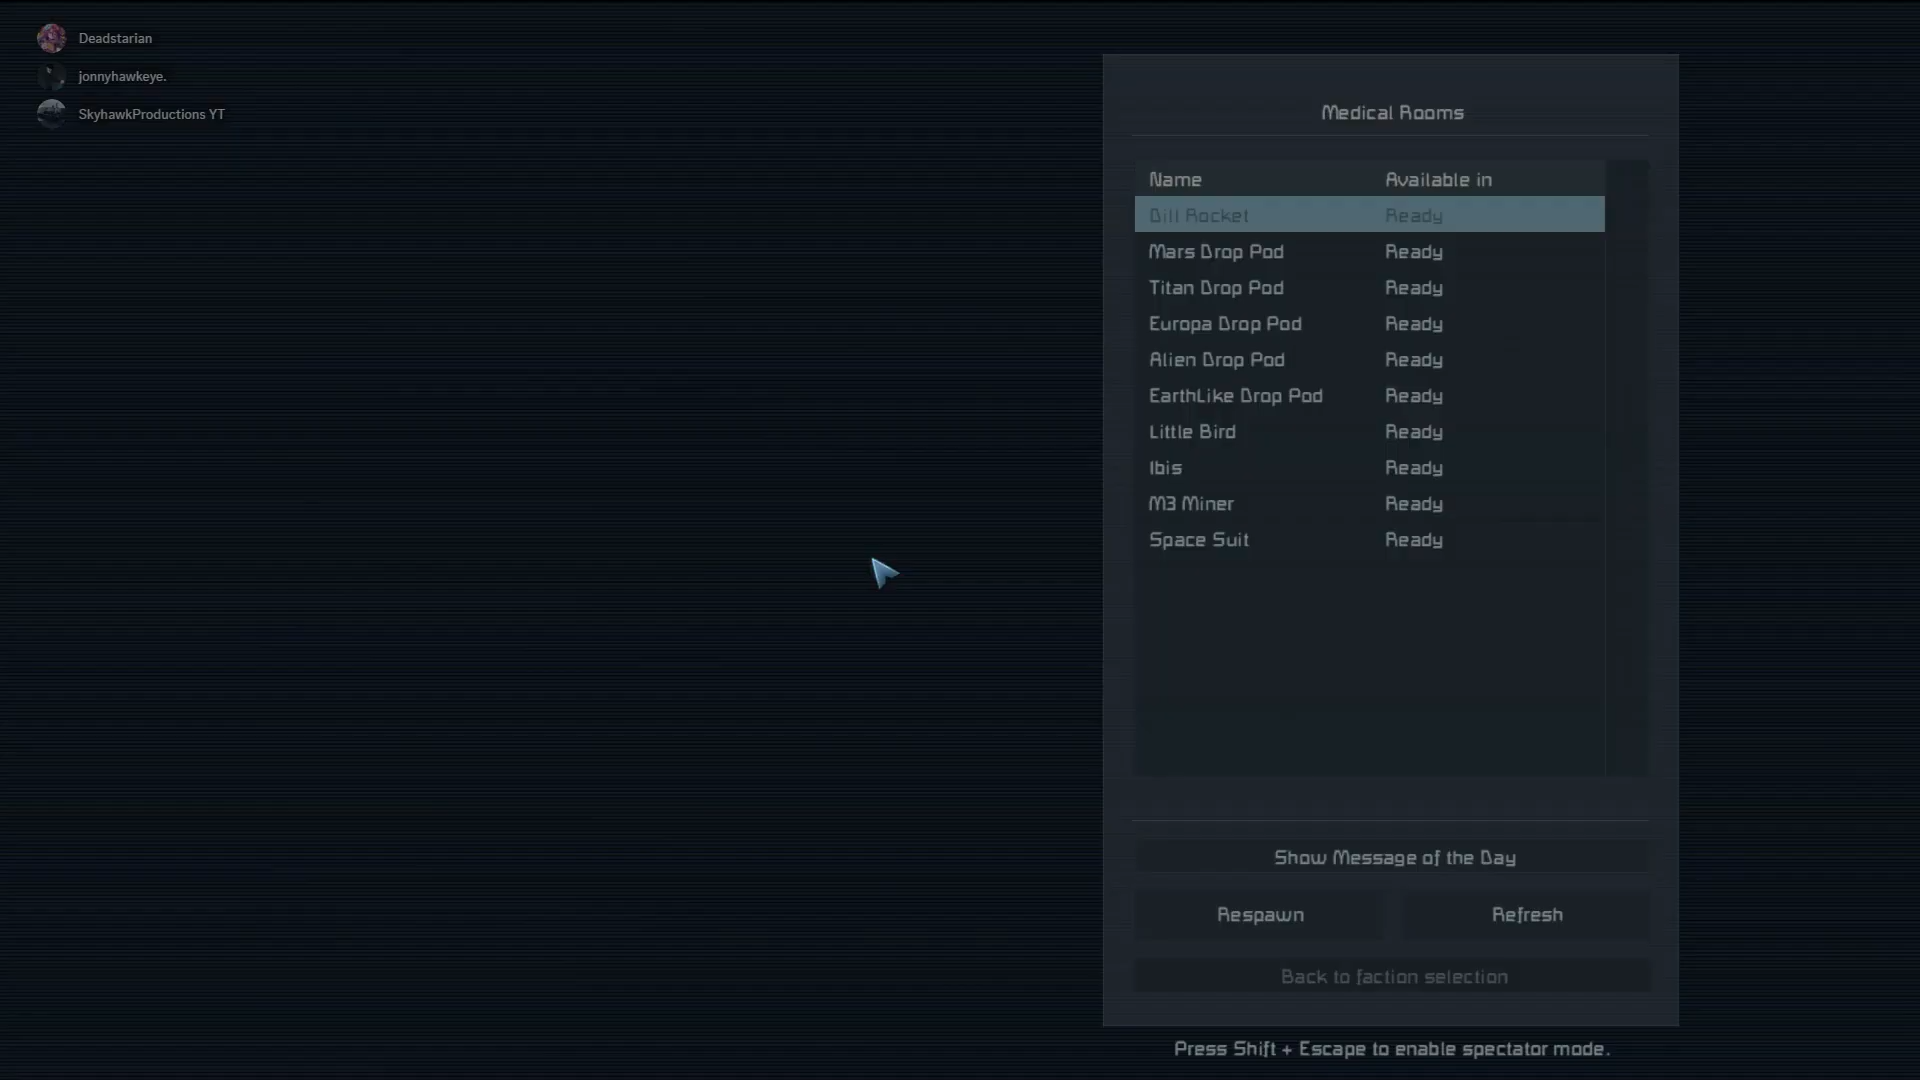 Deadstarian
jonnyhawkeye.
SkyhawkProductions YT
Medical Rooms
Name Available in
Dill Rocket Ready
Mars Drop Pod Ready
Titan Drop Pod Ready
Europa Drop Pod Ready
Alien Drop Pod Ready
EarthLike Drop Pod Ready
Little Bird Ready
Ibis Ready
M3 Miner Ready
Space Suit Ready
Show Message of the Day
Respawn Refresh
Back to faction selection
Press Shift + Escape to enable spectator mode.